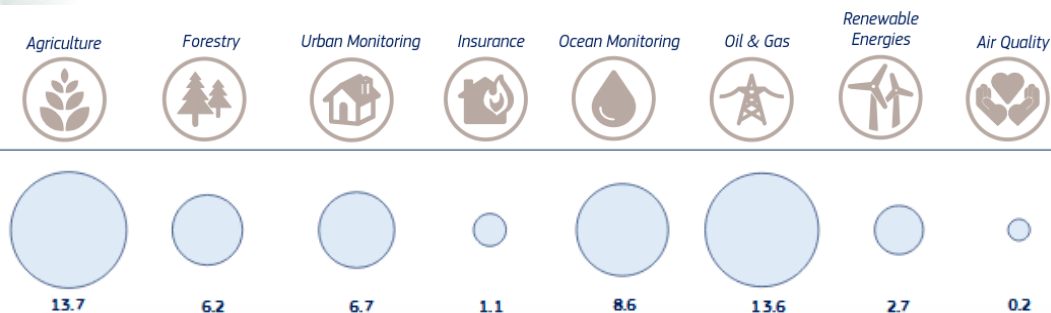 Agriculture
Forestry
Urban Monitoring
Insurance
Ocean Monitoring
Oil & Gas
Renewable
Energies
Air Quality
13.7
6.2
6.7
1.1
8.6
13.6
2.7
0.2